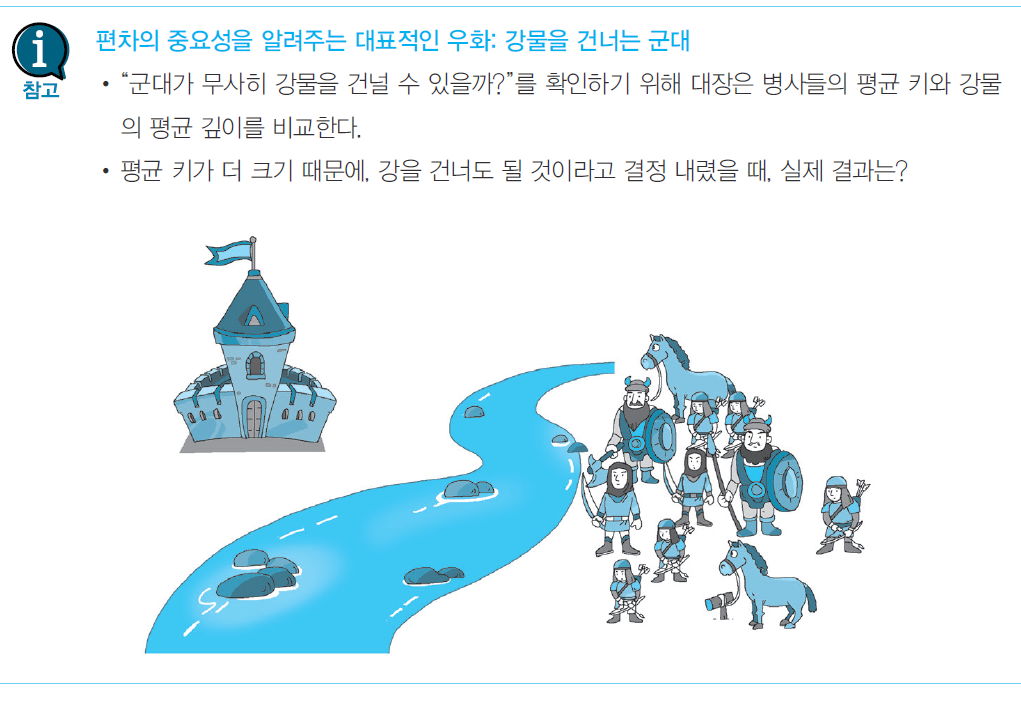 편차의 중요성을 알려주는 대표적인 우화: 강물을 건너는 군대
i
참고
• “군대가 무사히 강물을 건널 수 있을까?”를 확인하기 위해 대장은 병사들의 평균 키와 강물
의 평균 깊이를 비교한다.
• 평균 키가 더 크기 때문에, 강을 건너도 될 것이라고 결정 내렸을 때, 실제 결과는?